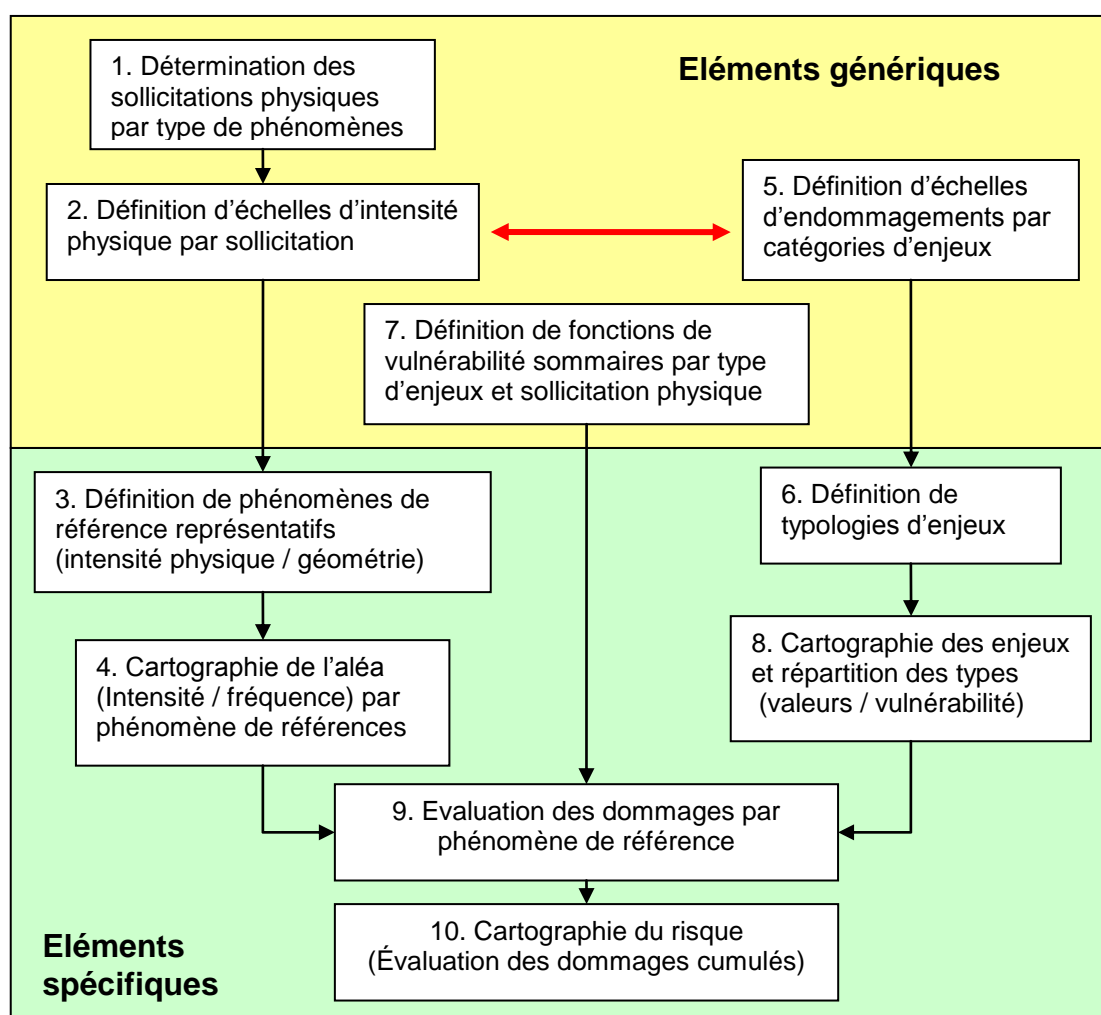 1. Détermination des
sollicitations physiques
par type de phénomènes
Eléments génériques
2. Définition d'échelles d'intensité
physique par sollicitation
5. Définition d'échelles
d'endommagements par
catégories d'enjeux
7. Définition de fonctions de
vulnérabilité sommaires par type
d'enjeux et sollicitation physique
3. Définition de phénomènes de
référence représentatifs
(intensité physique / géométrie)
6. Définition de
typologies d'enjeux
4. Cartographie de l'aléa
(Intensité / fréquence) par
phénomène de références
8. Cartographie des enjeux
et répartition des types
(valeurs / vulnérabilité)
9. Evaluation des dommages par
phénomène de référence
10. Cartographie du risque
(Évaluation des dommages cumulés)
Eléments
spécifiques